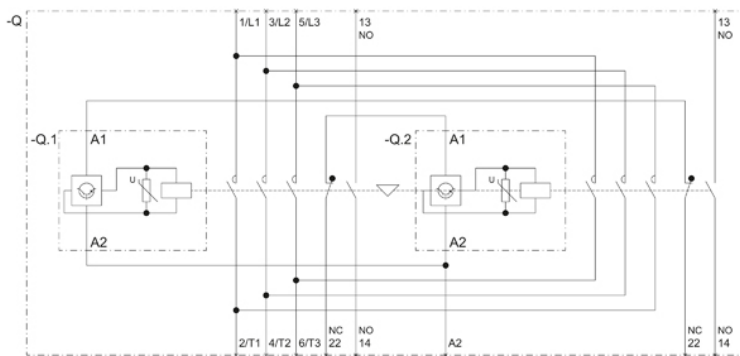 -Q 1/L1 3/L2 5/L3 13 13
NO NO
-Q.1 A1 -Q.2 A1
U U
A2 A2
NC NO NC NO
2/T1 4/T2 6/T3 22 14 A2 22 14